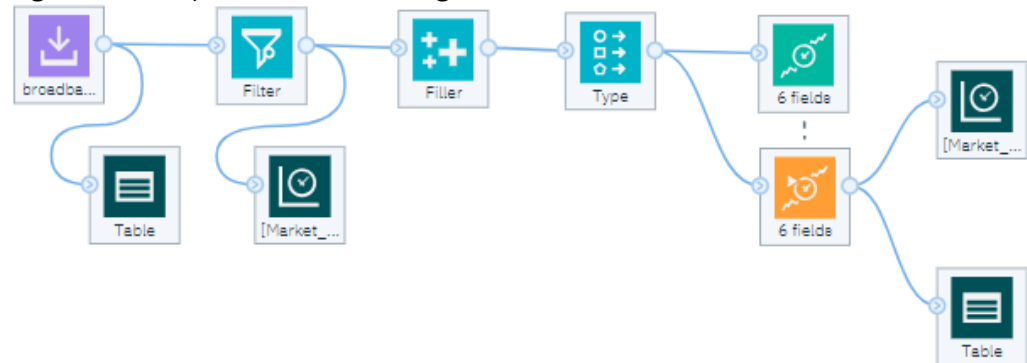 broadba...
Filter
Filler
Type
6 fields
[Market_...
Table
[Market_...
6 fields
Table